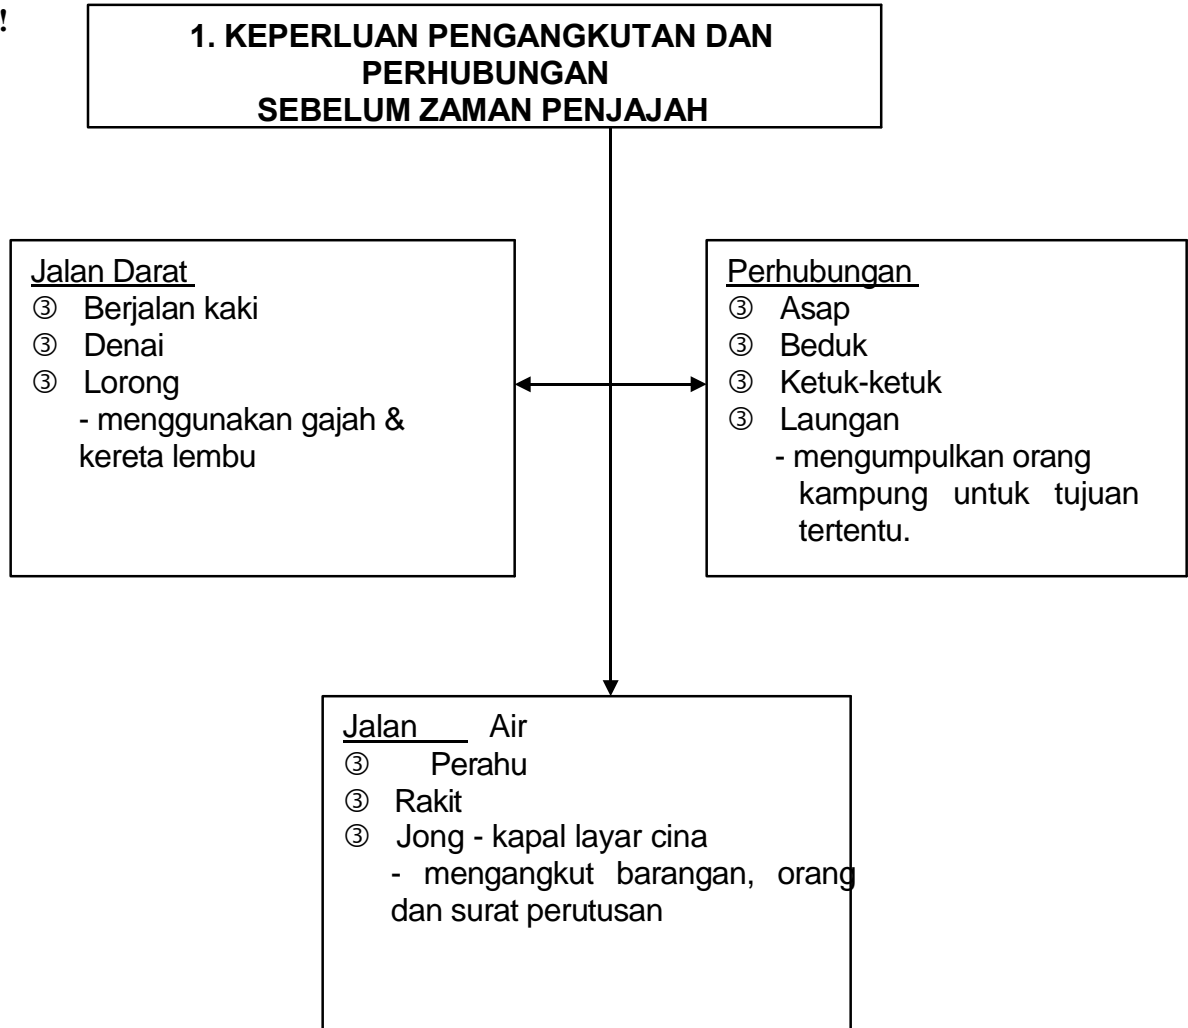 !
1. KEPERLUAN PENGANGKUTAN DAN
PERHUBUNGAN
SEBELUM ZAMAN PENJAJAH
Jalan Darat
③ Berjalan kaki
③ Denai
③ Lorong
- menggunakan gajah &
kereta lembu
Perhubungan
③ Asap
③ Beduk
③ Ketuk-ketuk
③ Laungan
- mengumpulkan orang
kampung untuk tujuan
tertentu.
Jalan Air
③ Perahu
③ Rakit
③ Jong - kapal layar cina
- mengangkut barangan, orang
dan surat perutusan